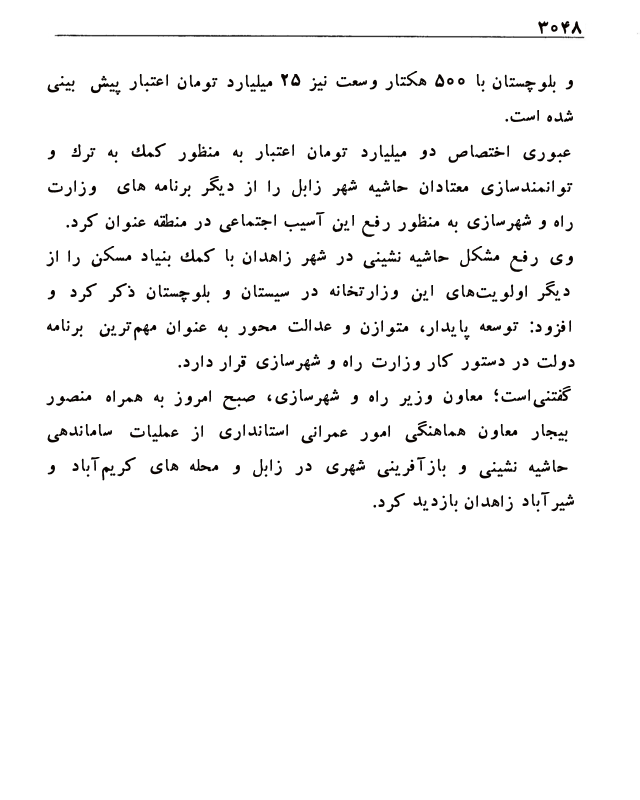 ۳۰۴۸
و بلوچستان با ۵۰۰ هکتار وسعت نیز ۲۵ میلیارد تومان اعتبار پیش بینی
شده است.
عبوری اختصاص دو میلیارد تومان اعتبار به منظور کمك به ترك و
توانمندسازی معتادان حاشیه شهر زابل را از دیگر برنامه های وزارت
راه و شهرسازی به منظور رفع این آسیب اجتماعی در منطقه عنوان کرد.
وی رفع مشکل حاشیه نشینی در شهر زاهدان با کمك بنیاد مسکن را از
دیگر اولویت‌های این وزارتخانه در سیستان و بلوچستان ذکر کرد و
افزود: توسعه پایدار، متوازن و عدالت محور به عنوان مهم‌ترین برنامه
دولت در دستور کار وزارت راه و شهرسازی قرار دارد.
گفتنی‌است؛ معاون وزیر راه و شهرسازی، صبح امروز به همراه منصور
بیجار معاون هماهنگی امور عمرانی استانداری از عملیات ساماندهی
حاشیه نشینی و بازآفرینی شهری در زابل و محله های کریم‌آباد و
شیرآباد زاهدان بازدید کرد.